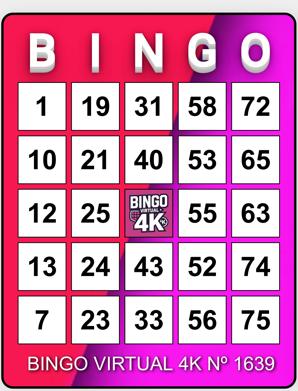 B I N G O
1 19 31 58 72
10 21 40 53 65
12 25 BINGO VIRTUAL 4K 55 63
13 24 43 52 74
7 23 33 56 75
BINGO VIRTUAL 4K Nº 1639